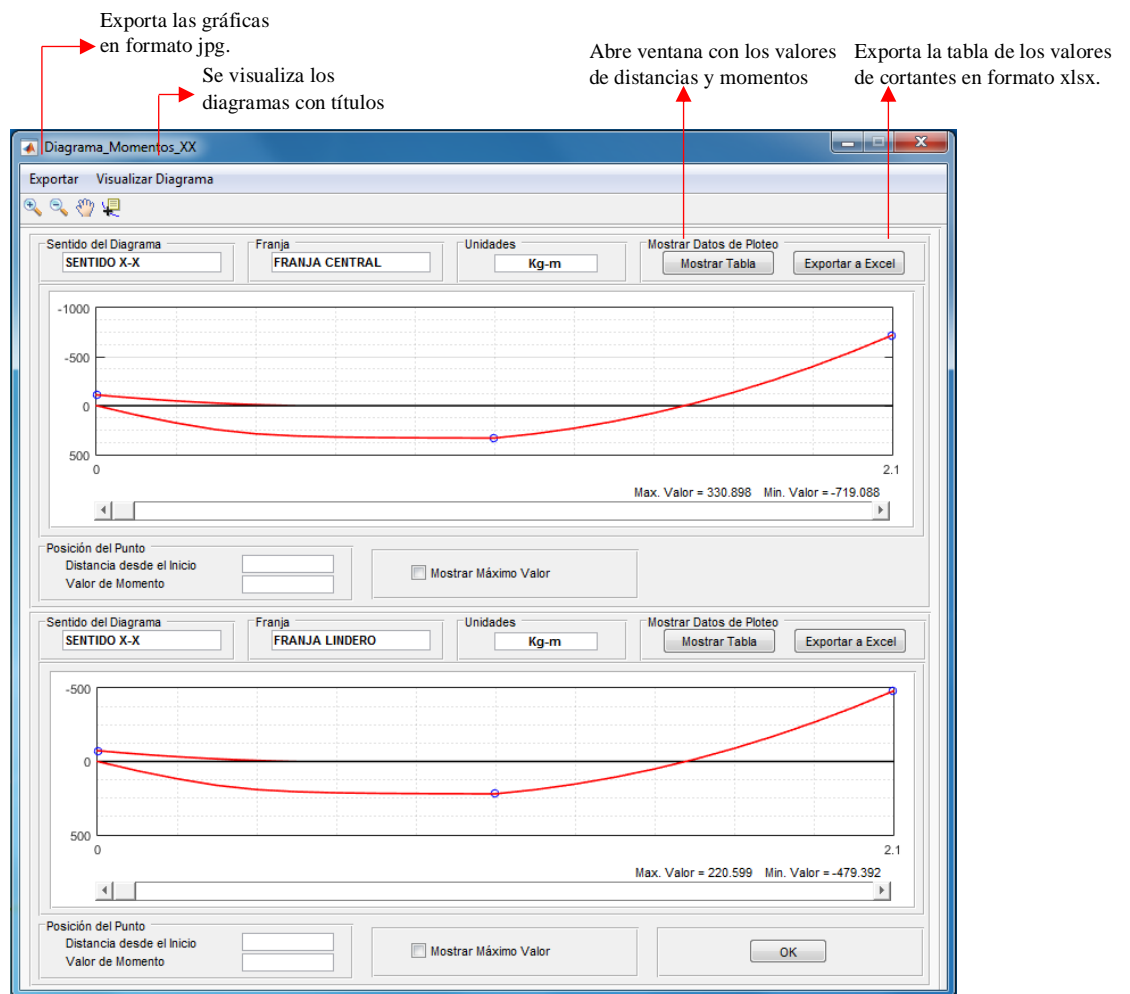 Exporta las gráficas
en formato jpg.
Se visualiza los
diagramas con títulos
Abre ventana con los valores
de distancias y momentos
Exporta la tabla de los valores
de cortantes en formato xlsx.
Diagrama_Momentos_XX
Exportar Visualizar Diagrama
Sentido del Diagrama
SENTIDO X-X
Franja
FRANJA CENTRAL
Unidades
Kg-m
Mostrar Datos de Ploteo
Mostrar Tabla
Exportar a Excel
-1000
-500
0
500
0
2.1
Max. Valor = 330.898 Min. Valor = -719.088
Posición del Punto
Distancia desde el Inicio
Valor de Momento
Mostrar Máximo Valor
Sentido del Diagrama
SENTIDO X-X
Franja
FRANJA LINDERO
Unidades
Kg-m
Mostrar Datos de Ploteo
Mostrar Tabla
Exportar a Excel
-500
0
500
0
2.1
Max. Valor = 220.599 Min. Valor = -479.392
Posición del Punto
Distancia desde el Inicio
Valor de Momento
Mostrar Máximo Valor
OK